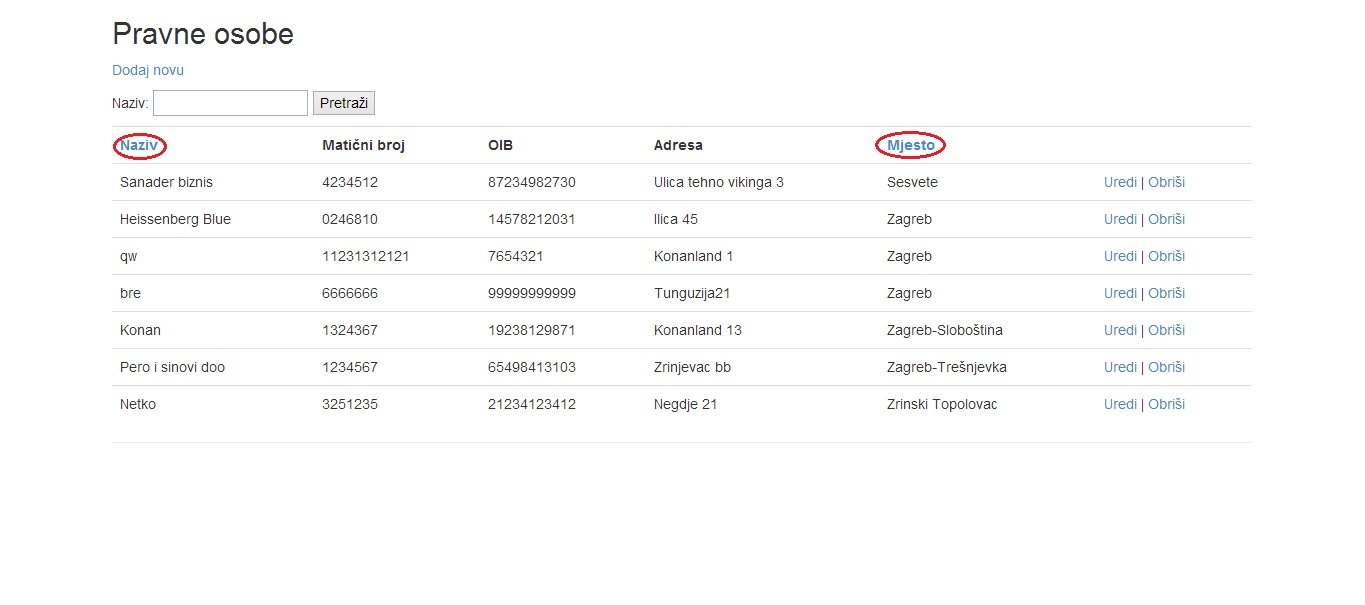 Pravne osobe
Dodaj novu
Naziv: Pretraži
Naziv Matični broj OIB Adresa Mjesto
Sanader biznis 4234512 87234982730 Ulica tehno vikinga 3 Sesvete Uredi | Obriši
Heissenberg Blue 0246810 14578212031 Ilica 45 Zagreb Uredi | Obriši
qw 11231312121 7654321 Konanland 1 Zagreb Uredi | Obriši
bre 6666666 99999999999 Tunguzija21 Zagreb Uredi | Obriši
Konan 1324367 19238129871 Konanland 13 Zagreb-Sloboština Uredi | Obriši
Pero i sinovi doo 1234567 65498413103 Zrinjevac bb Zagreb-Trešnjevka Uredi | Obriši
Netko 3251235 21234123412 Negdje 21 Zrinski Topolovac Uredi | Obriši